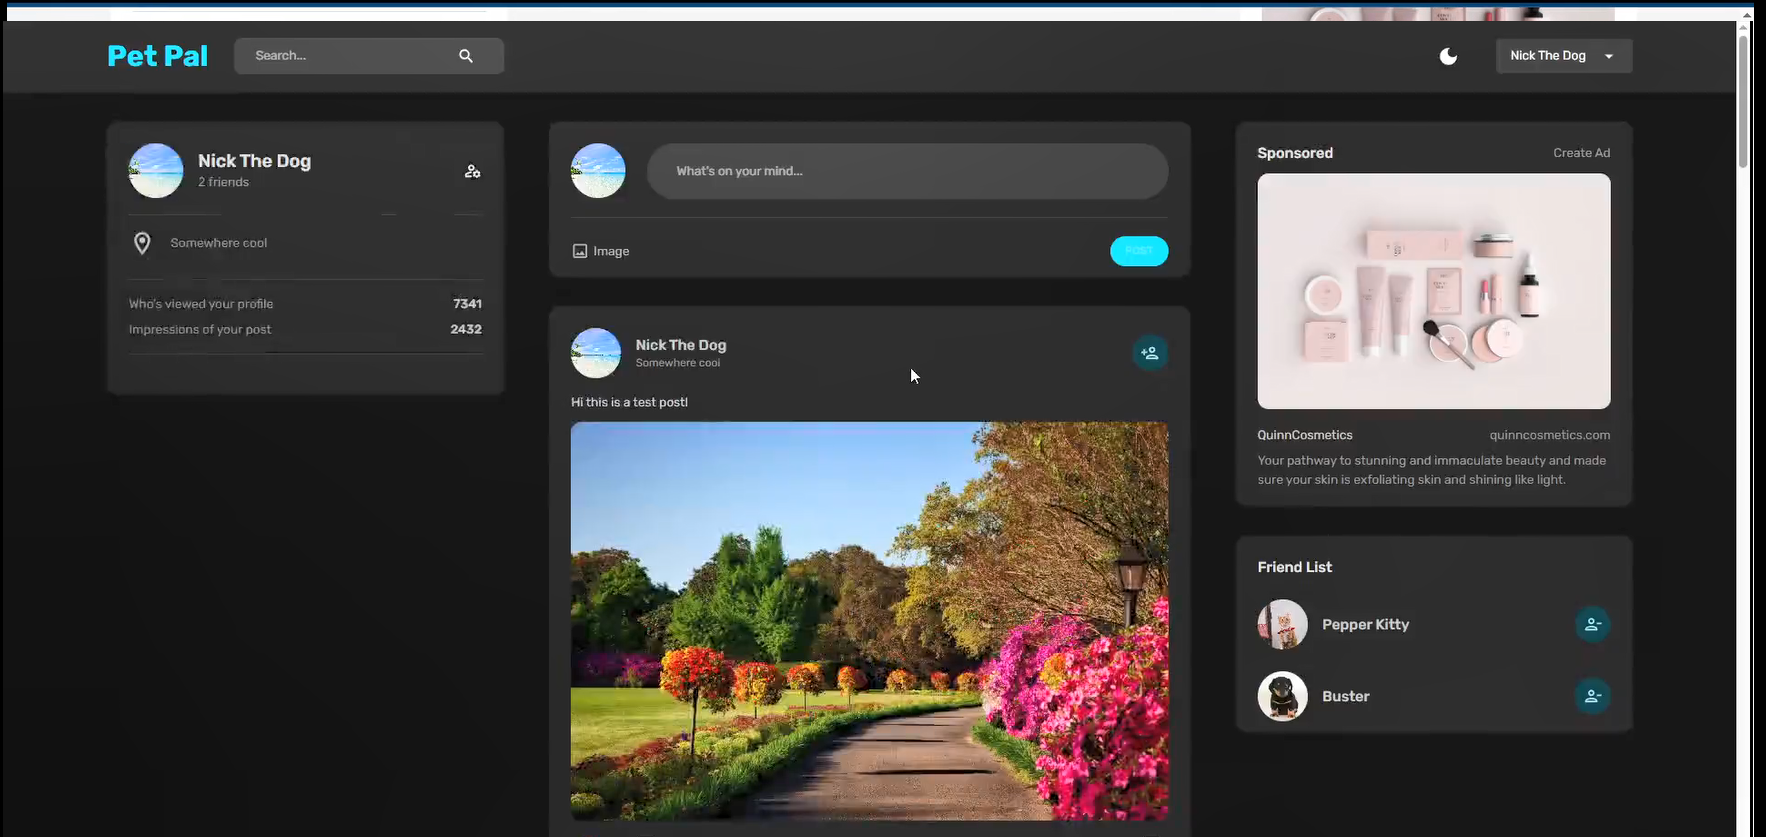 Pet Pal
Search...
Nick The Dog
Nick The Dog
2 friends
Somewhere cool
Who's viewed your profile 7341
Impressions of your post 2432
What's on your mind...
Image
POST
Nick The Dog
Somewhere cool
Hi this is a test post!
Sponsored
Create Ad
QuinnCosmetics
quinncosmetics.com
Your pathway to stunning and immaculate beauty and made
sure your skin is exfoliating skin and shining like light.
Friend List
Pepper Kitty
Buster